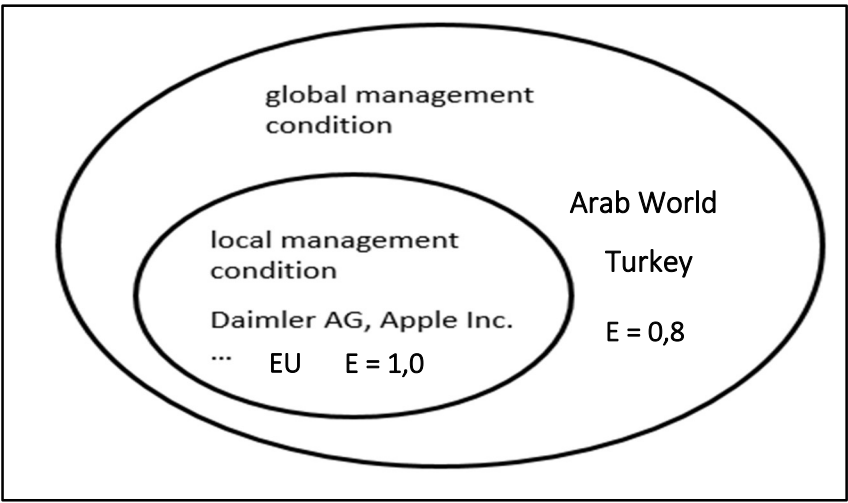 global management
condition
Arab World
Turkey
E = 0,8
local management
condition
Daimler AG, Apple Inc.
... EU E = 1,0